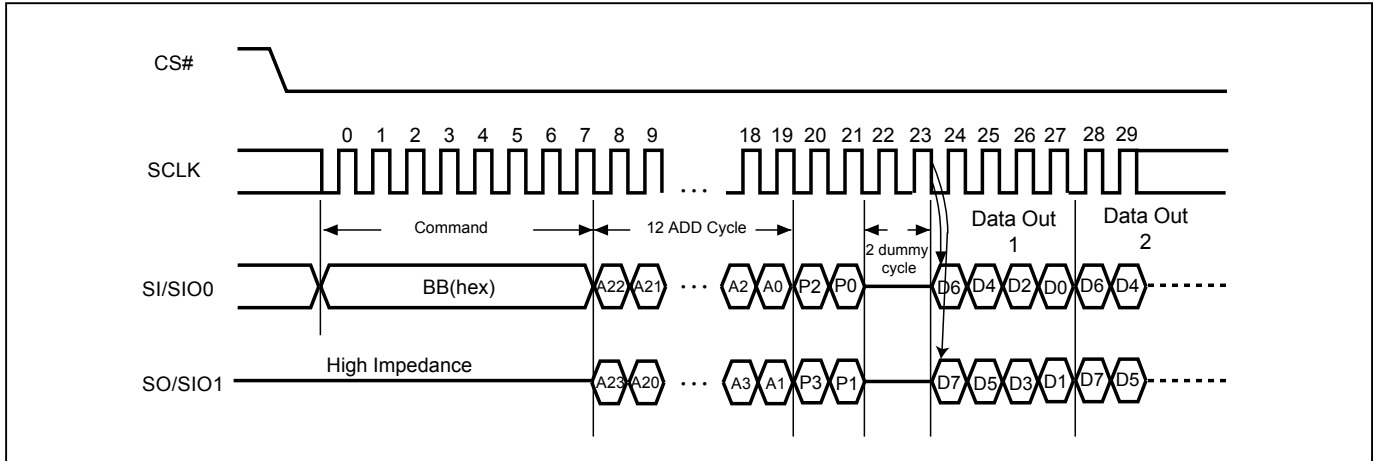 CS#
0 1 2 3 4 5 6 7 8 9 18 19 20 21 22 23 24 25 26 27 28 29
SCLK
...
Command 12 ADD Cycle 2 dummy cycle Data Out 1 Data Out 2
SI/SIO0 BB(hex) A22 A21 ... A2 A0 P2 P0 D6 D4 D2 D0 D6 D4
High Impedance
SO/SIO1 A23 A20 ... A3 A1 P3 P1 D7 D5 D3 D1 D7 D5